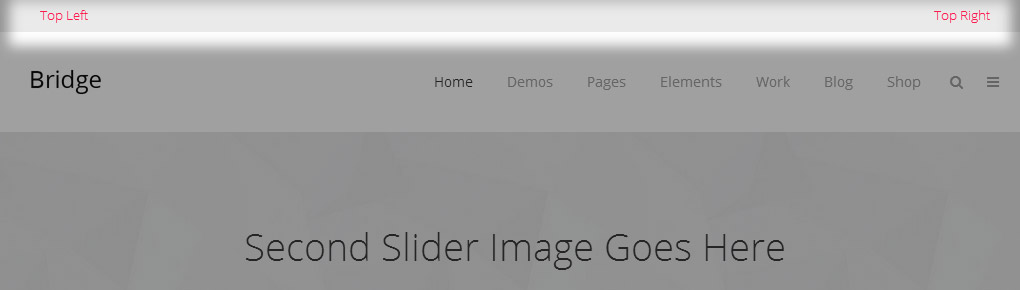 Top Left Top Right
Bridge Home Demos Pages Elements Work Blog Shop
Second Slider Image Goes Here